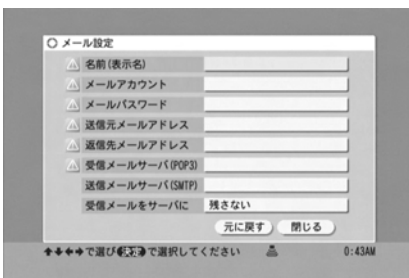 メール設定
名前(表示名)
メールアカウント
メールパスワード
送信元メールアドレス
返信先メールアドレス
受信メールサーバ(POP3)
送信メールサーバ(SMTP)
受信メールをサーバに 残さない
元に戻す 閉じる
で選び決定で選択してください 0:43AM